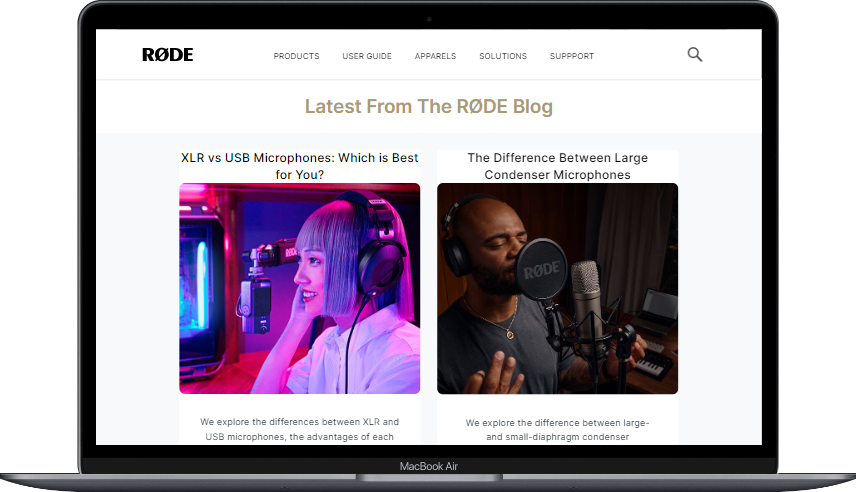 RØDE
PRODUCTS
USER GUIDE
APPARELS
SOLUTIONS
SUPPPORT
Latest From The RØDE Blog
XLR vs USB Microphones: Which is Best
for You?
RØDE
We explore the differences between XLR and
USB microphones, the advantages of each
The Difference Between Large
Condenser Microphones
RØDE
We explore the difference between large-
and small-diaphragm condenser
MacBook Air